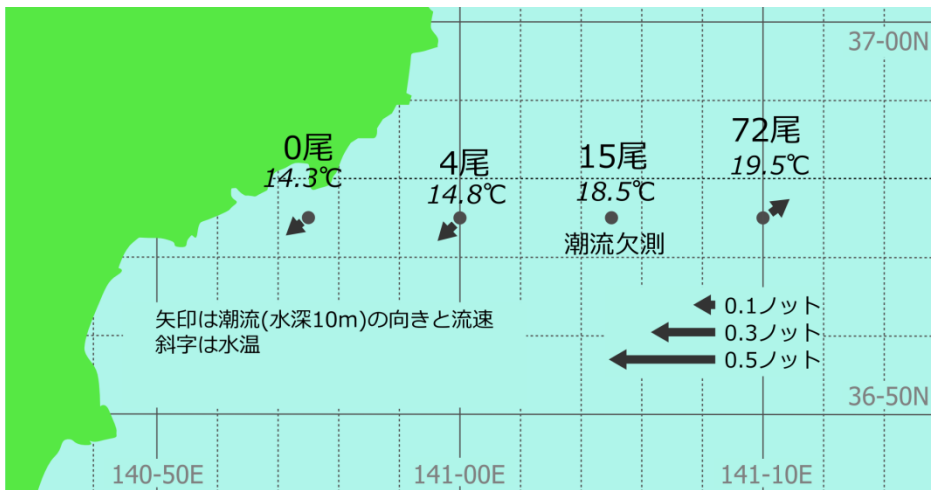 37-00N
72尾
19.5℃
0尾
14.3℃
4尾
14.8℃
15尾
18.5℃
潮流欠測
矢印は潮流(水深10m)の向きと流速
斜字は水温
0.1ノット
0.3ノット
0.5ノット
36-50N
140-50E
141-00E
141-10E